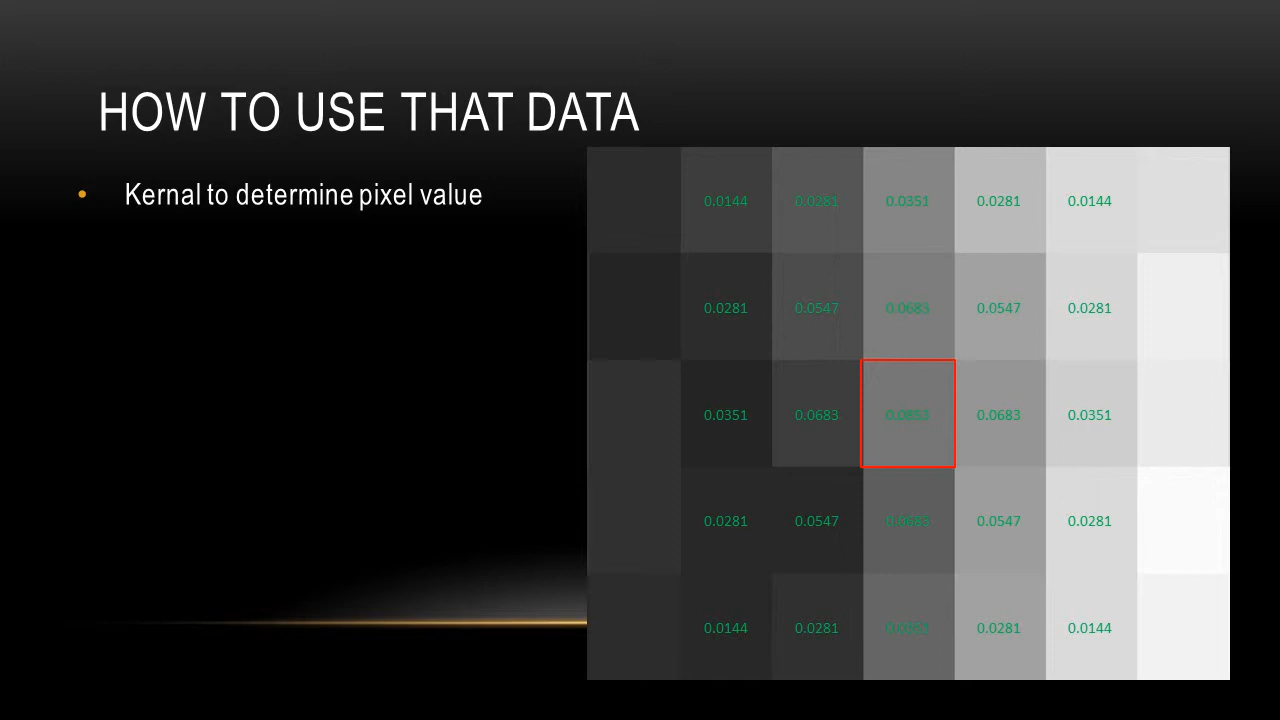 HOW TO USE THAT DATA
• Kernal to determine pixel value
0.0144 0.0281 0.0351 0.0281 0.0144
0.0281 0.0547 0.0683 0.0547 0.0281
0.0351 0.0683 0.0853 0.0683 0.0351
0.0281 0.0547 0.0683 0.0547 0.0281
0.0144 0.0281 0.0351 0.0281 0.0144